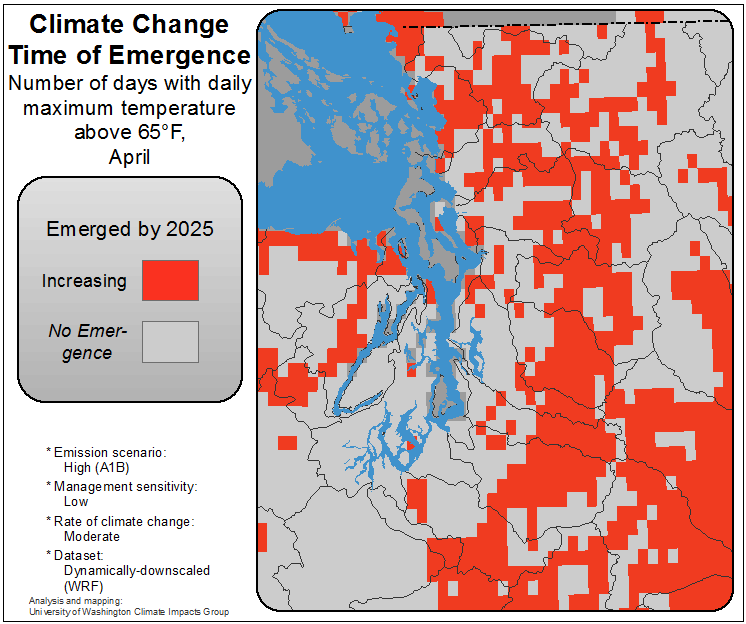 Climate Change
Time of Emergence
Number of days with daily
maximum temperature
above 65°F,
April
Emerged by 2025
Increasing
No Emer-
gence
* Emission scenario:
High (A1B)
* Management sensitivity:
Low
* Rate of climate change:
Moderate
* Dataset:
Dynamically-downscaled
(WRF)
Analysis and mapping:
University of Washington Climate Impacts Group